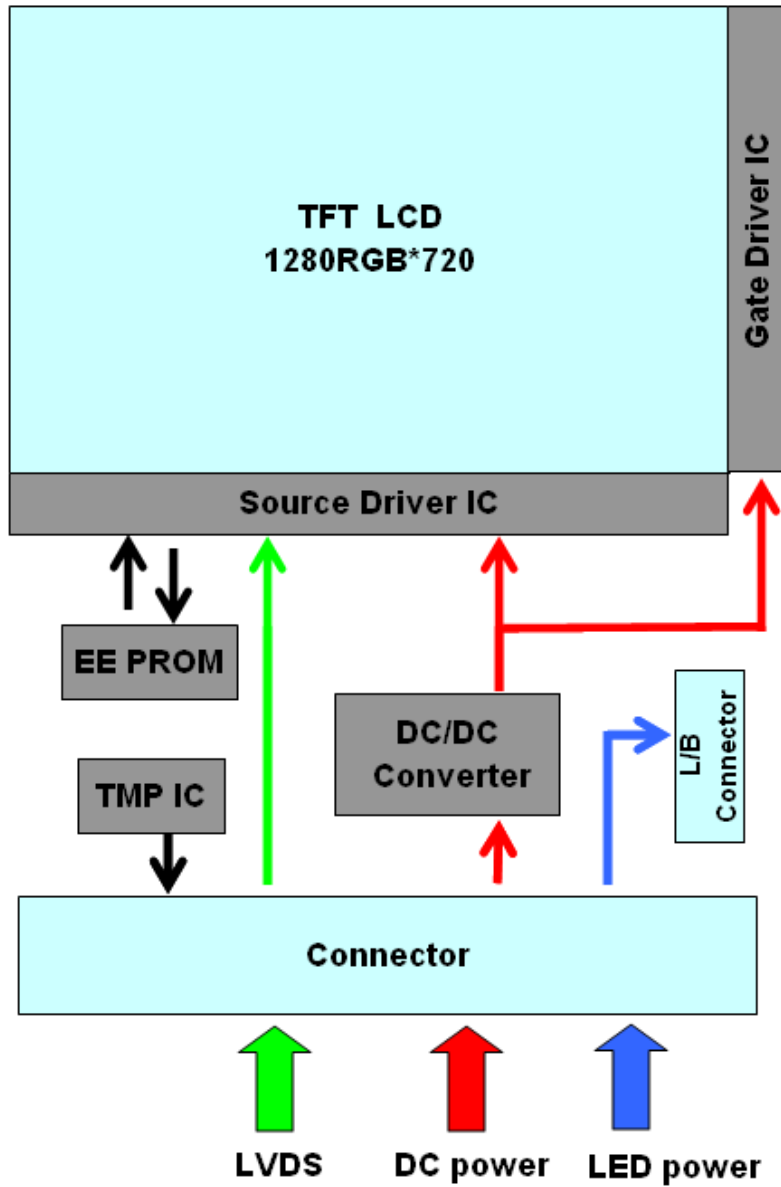 TFT LCD
1280RGB*720
Gate Driver IC
Source Driver IC
EE PROM
DC/DC
Converter
L/B
Connector
TMP IC
Connector
LVDS
DC power
LED power